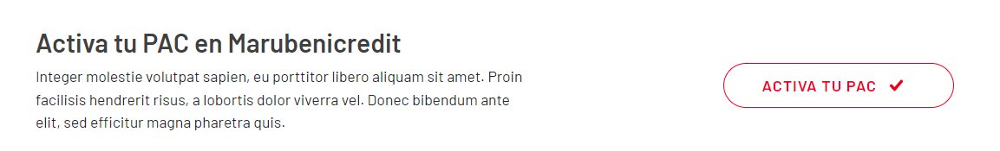 Activa tu PAC en Marubenicredit
Integer molestie volutpat sapien, eu porttitor libero aliquam sit amet. Proin
facilisis hendrerit risus, a lobortis dolor viverra vel. Donec bibendum ante
elit, sed efficitur magna pharetra quis.
ACTIVA TU PAC